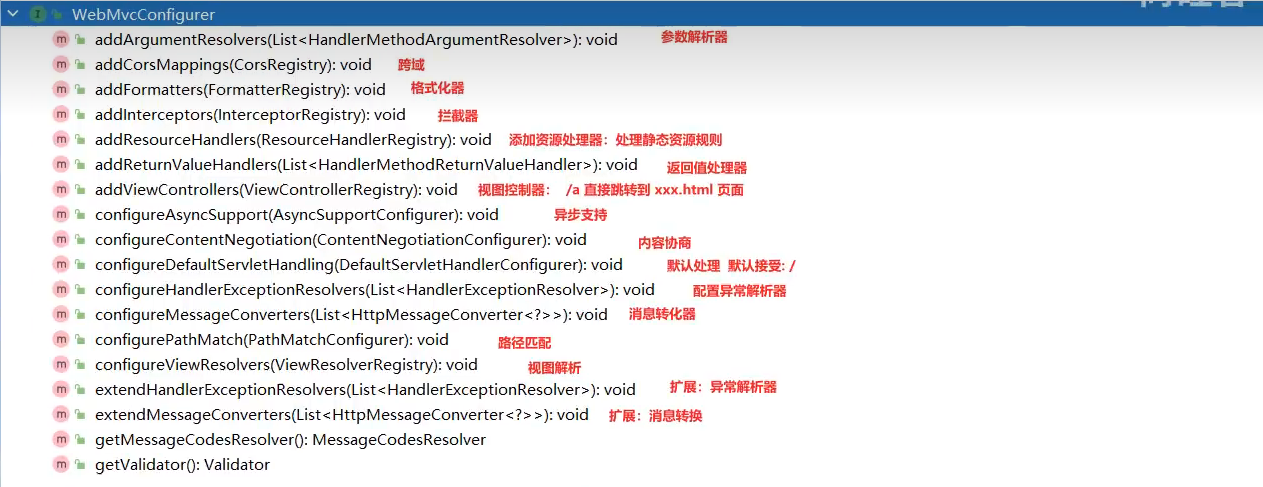 WebMvcConfigurer
addArgumentResolvers(List<HandlerMethodArgumentResolver>): void 参数解析器
addCorsMappings(CorsRegistry): void 跨域
addFormatters(FormatterRegistry): void 格式化器
addInterceptors(InterceptorRegistry): void 拦截器
addResourceHandlers(ResourceHandlerRegistry): void 添加资源处理器：处理静态资源规则
addReturnValueHandlers(List<HandlerMethodReturnValueHandler>): void 返回值处理器
addViewControllers(ViewControllerRegistry): void 视图控制器： /a 直接跳转到 xxx.html 页面
configureAsyncSupport(AsyncSupportConfigurer): void 异步支持
configureContentNegotiation(ContentNegotiationConfigurer): void 内容协商
configureDefaultServletHandling(DefaultServletHandlerConfigurer): void 默认处理 默认接受: /
configureHandlerExceptionResolvers(List<HandlerExceptionResolver>): void 配置异常解析器
configureMessageConverters(List<HttpMessageConverter<?>>): void 消息转化器
configurePathMatch(PathMatchConfigurer): void 路径匹配
configureViewResolvers(ViewResolverRegistry): void 视图解析
extendHandlerExceptionResolvers(List<HandlerExceptionResolver>): void 扩展：异常解析器
extendMessageConverters(List<HttpMessageConverter<?>>): void 扩展：消息转换
getMessageCodesResolver(): MessageCodesResolver
getValidator(): Validator